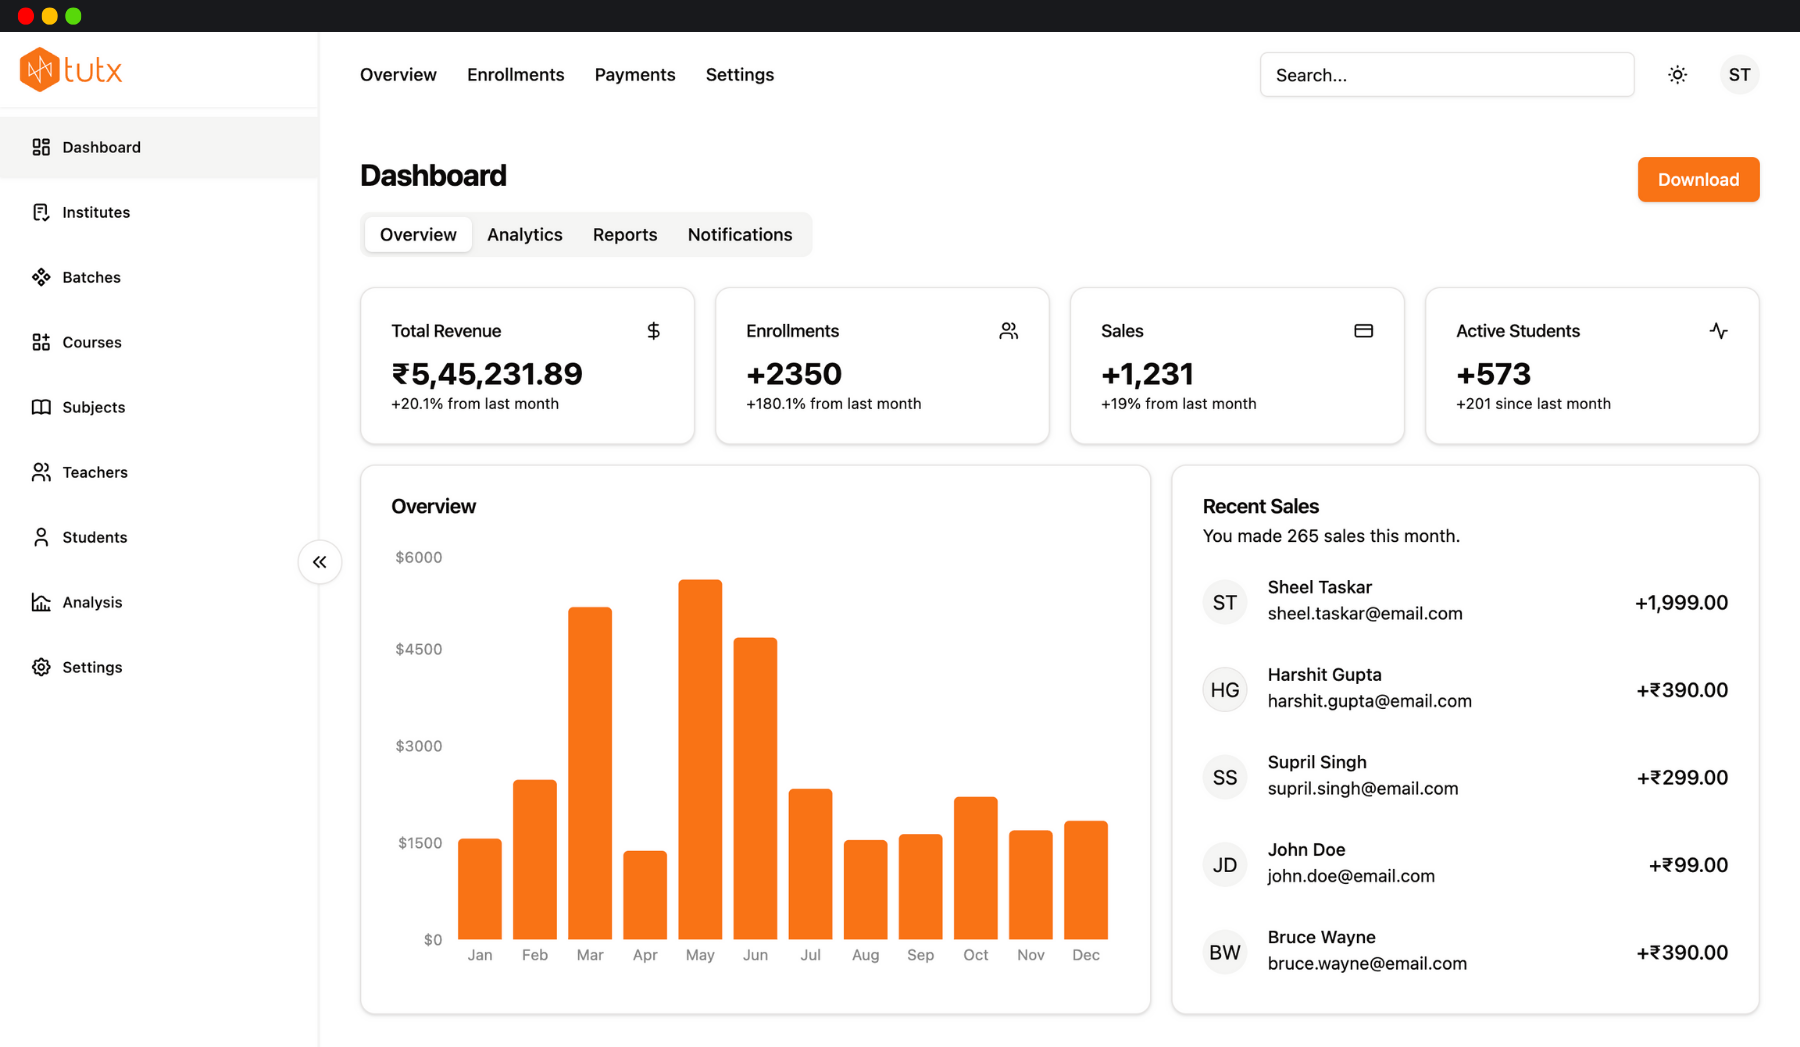 tutx
Overview Enrollments Payments Settings
Search...
ST
Dashboard
Institutes
Batches
Courses
Subjects
Teachers
Students
Analysis
Settings
Dashboard
Download
Overview Analytics Reports Notifications
Total Revenue
₹5,45,231.89
+20.1% from last month
Enrollments
+2350
+180.1% from last month
Sales
+1,231
+19% from last month
Active Students
+573
+201 since last month
Overview
$6000
$4500
$3000
$1500
$0
Jan Feb Mar Apr May Jun Jul Aug Sep Oct Nov Dec
Recent Sales
You made 265 sales this month.
ST
Sheel Taskar
sheel.taskar@email.com
+1,999.00
HG
Harshit Gupta
harshit.gupta@email.com
+₹390.00
SS
Supril Singh
supril.singh@email.com
+₹299.00
JD
John Doe
john.doe@email.com
+₹99.00
BW
Bruce Wayne
bruce.wayne@email.com
+₹390.00